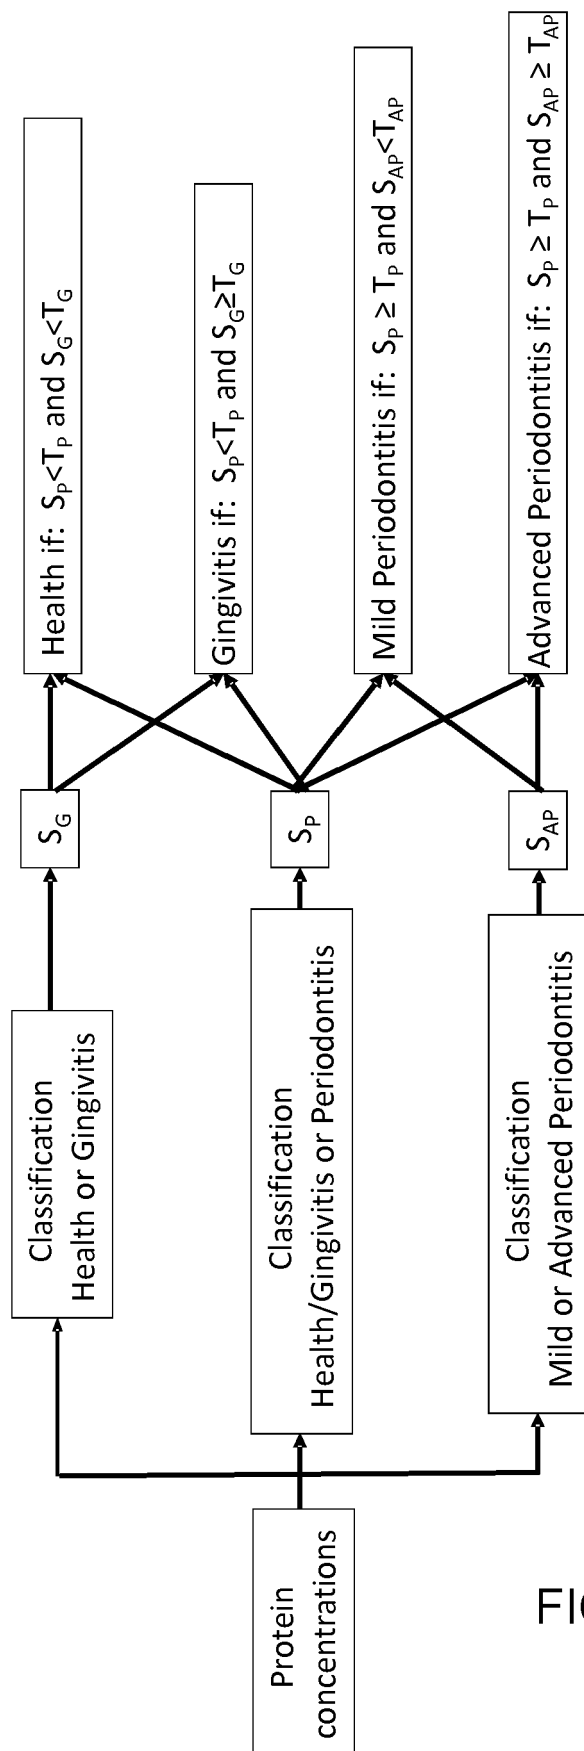 Protein
concentrations
Classification
Health or Gingivitis
Classification
Health/Gingivitis or Periodontitis
Classification
Mild or Advanced Periodontitis
S_G
S_P
S_AP
Health if: S_P<T_P and S_G<T_G
Gingivitis if: S_P<T_P and S_G≥T_G
Mild Periodontitis if: S_P ≥ T_P and S_AP<T_AP
Advanced Periodontitis if: S_P ≥ T_P and S_AP ≥ T_AP